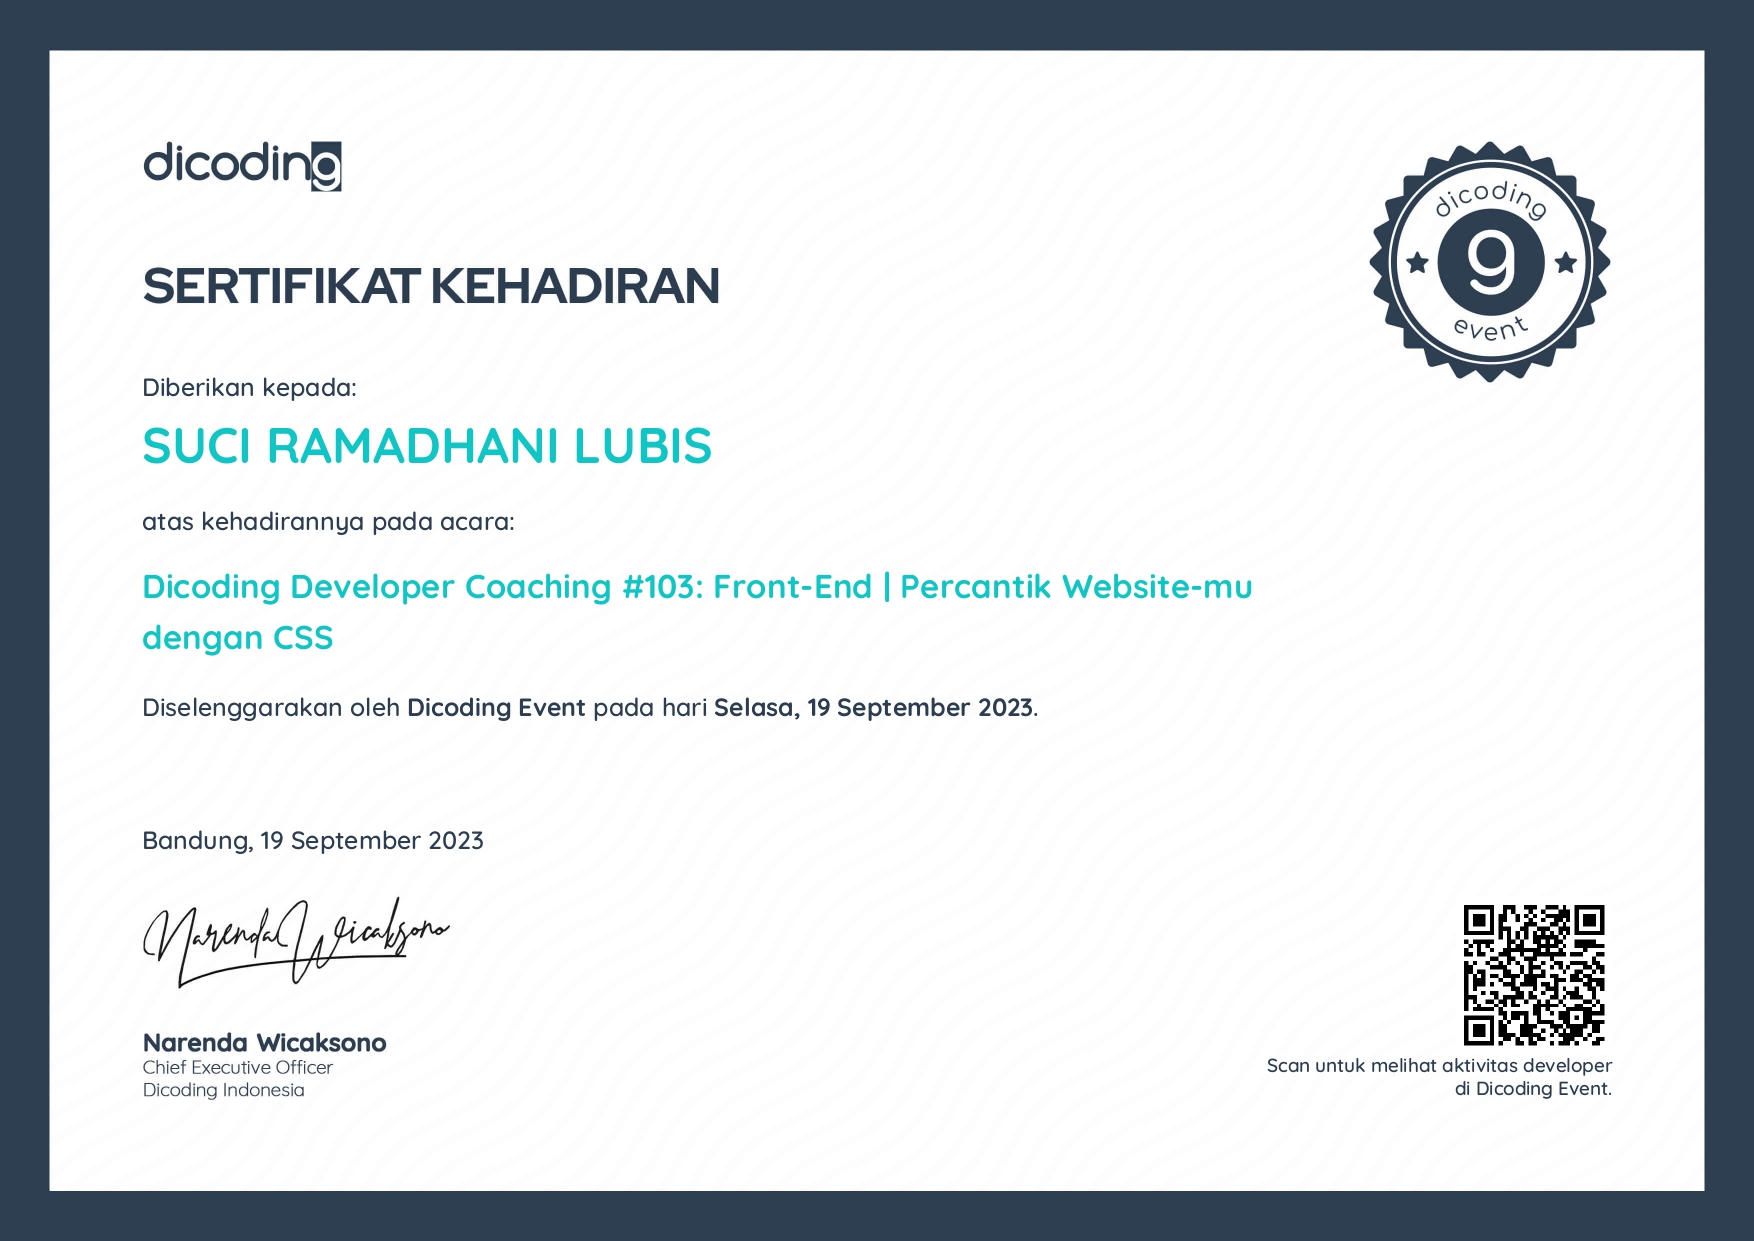 dicoding
SERTIFIKAT KEHADIRAN
dicoding
g
event
Diberikan kepada:
SUCI RAMADHANI LUBIS
atas kehadirannya pada acara:
Dicoding Developer Coaching #103: Front-End | Percantik Website-mu
dengan CSS
Diselenggarakan oleh Dicoding Event pada hari Selasa, 19 September 2023.
Bandung, 19 September 2023
Narenda Wicaksono
Narenda Wicaksono
Chief Executive Officer
Dicoding Indonesia
Scan untuk melihat aktivitas developer
di Dicoding Event.